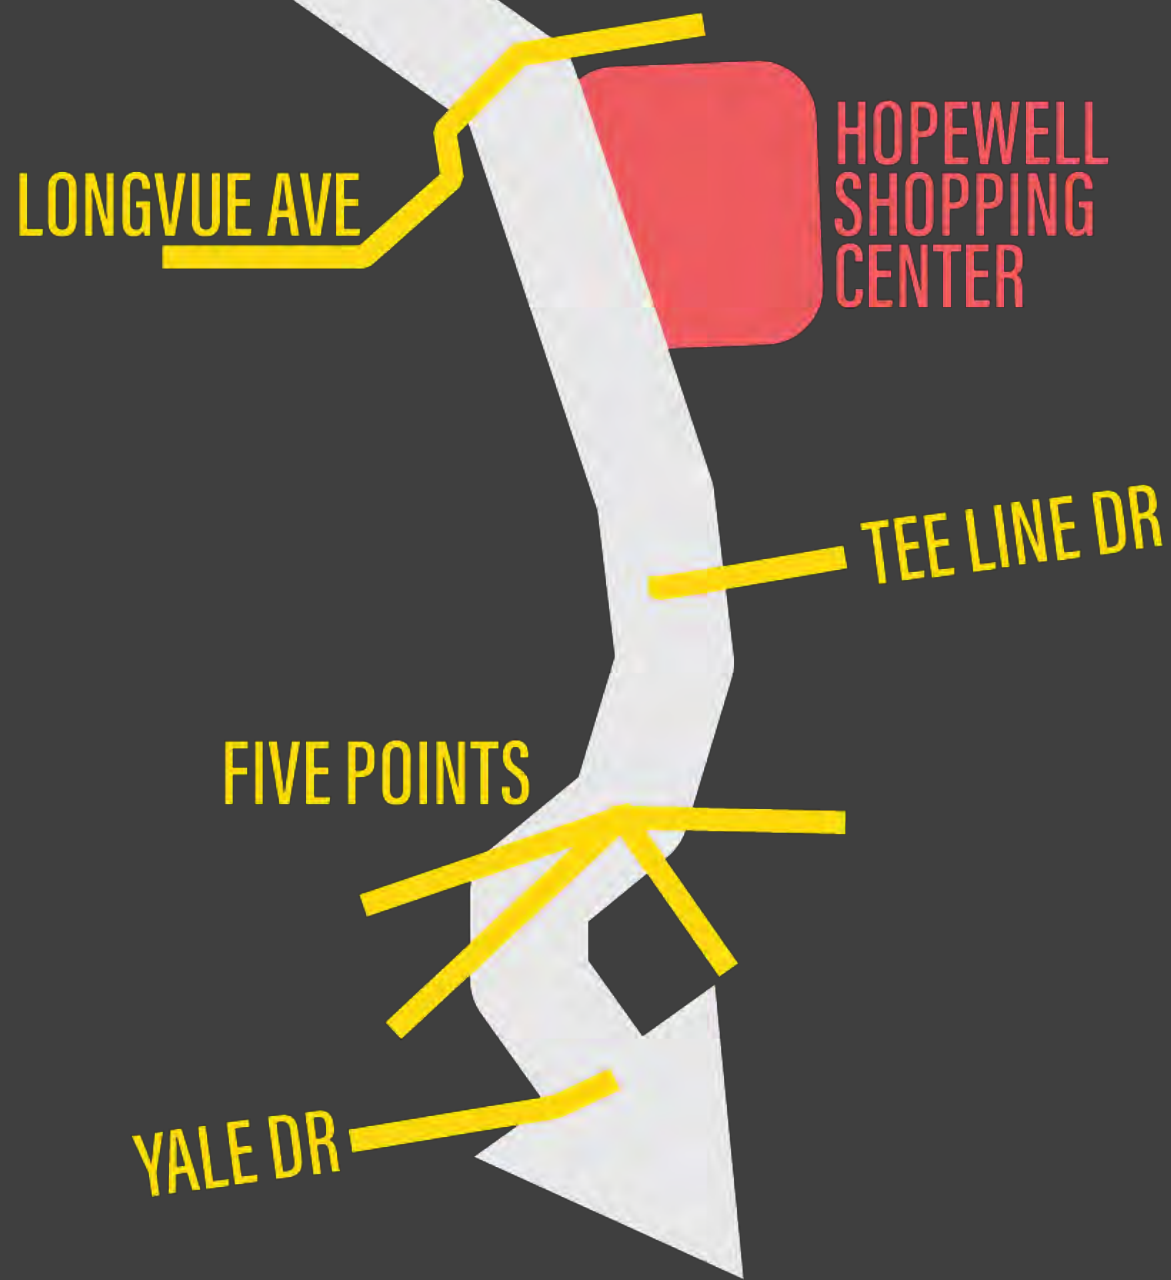 HOPEWELL
SHOPPING
CENTER
LONGVUE AVE
TEE LINE DR
FIVE POINTS
YALE DR